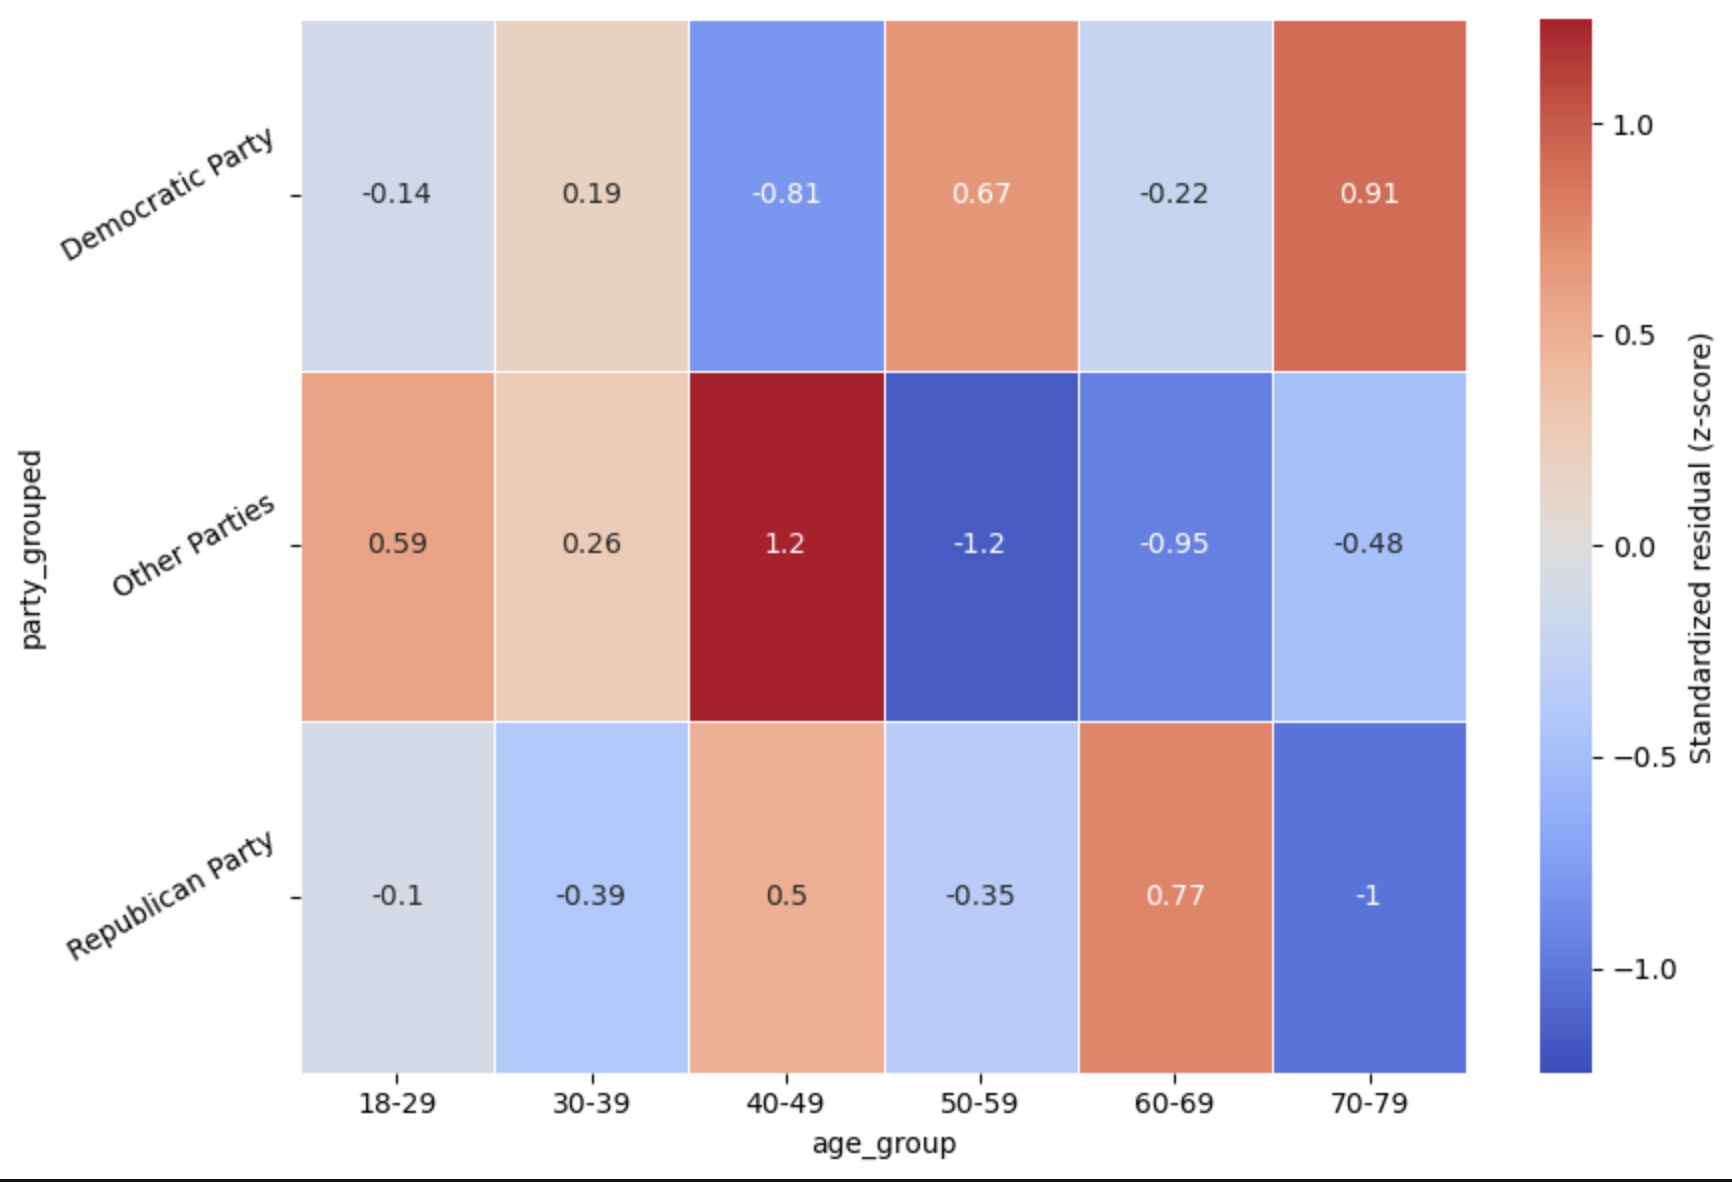 Democratic Party
-0.14 0.19 -0.81 0.67 -0.22 0.91
Other Parties
0.59 0.26 1.2 -1.2 -0.95 -0.48
Republican Party
-0.1 -0.39 0.5 -0.35 0.77 -1
party_grouped
18-29 30-39 40-49 50-59 60-69 70-79
age_group
1.0
0.5
0.0
−0.5
−1.0
Standardized residual (z-score)